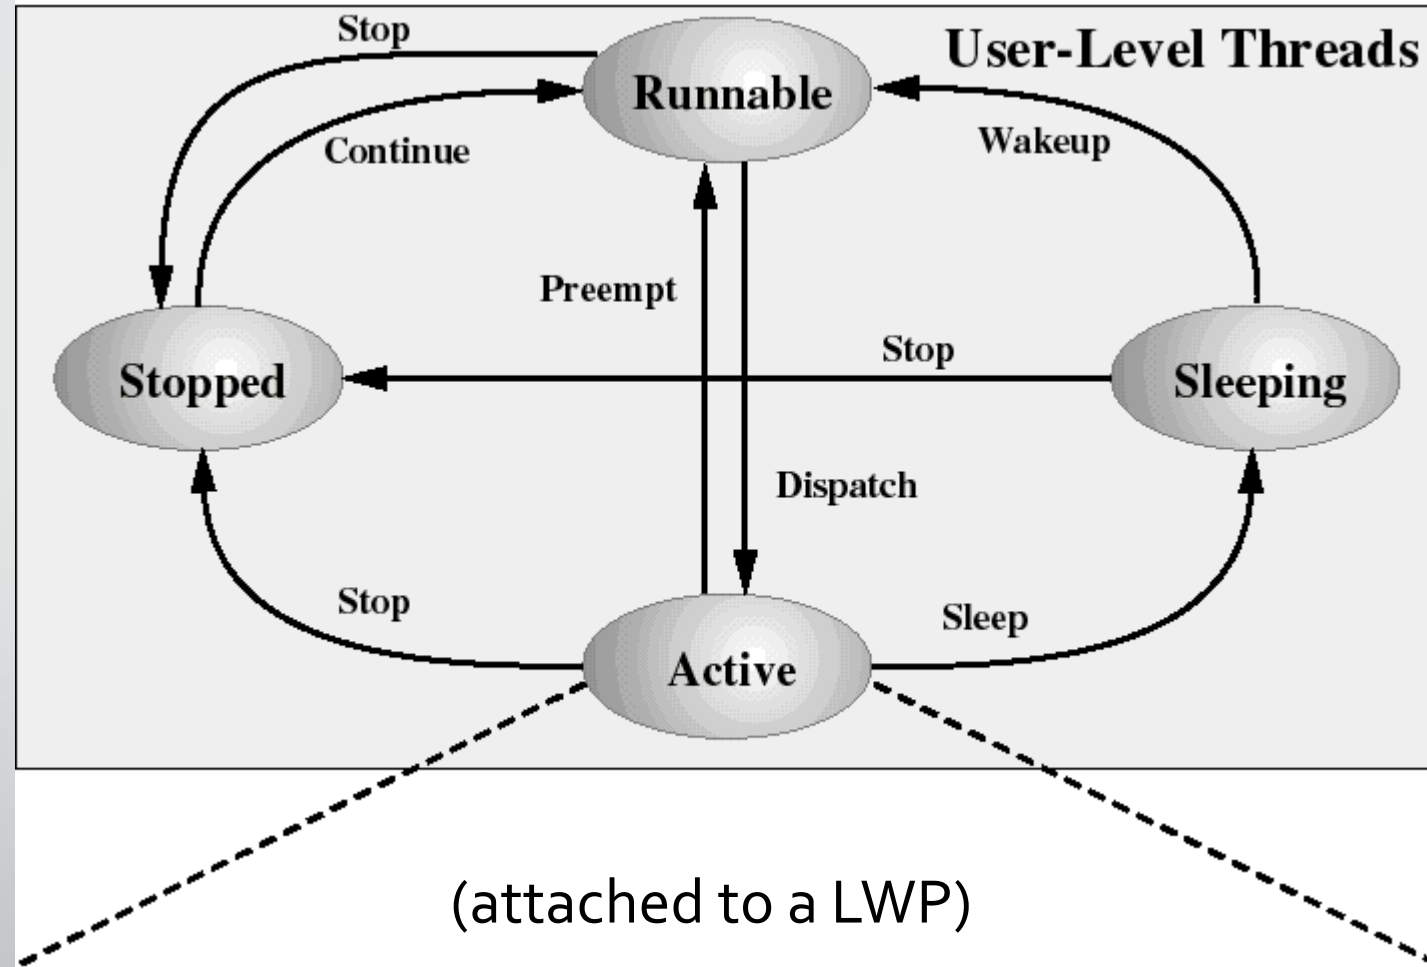 Stop
User-Level Threads
Runnable
Wakeup
Continue
Preempt
Stop
Stopped
Sleeping
Dispatch
Stop
Sleep
Active
(attached to a LWP)